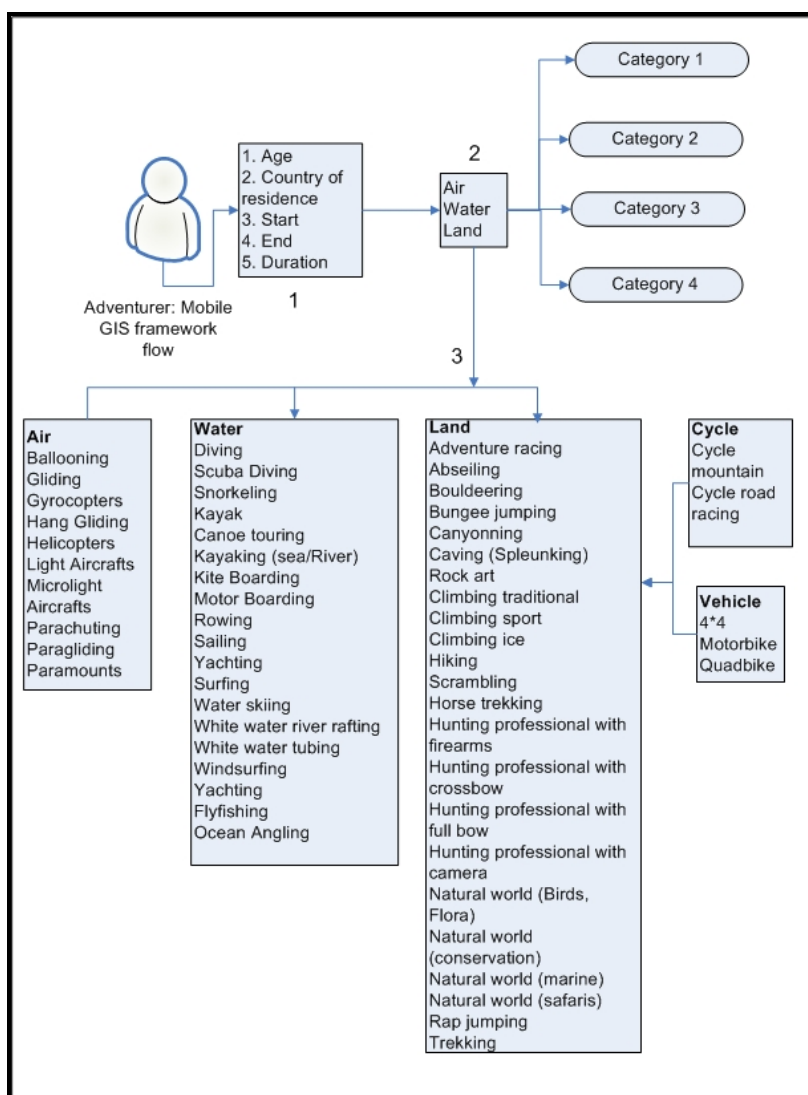 Category 1
Category 2
Category 3
Category 4
2
Air
Water
Land
1. Age
2. Country of
residence
3. Start
4. End
5. Duration
1
Adventurer: Mobile
GIS framework
flow
3
Air
Ballooning
Gliding
Gyrocopters
Hang Gliding
Helicopters
Light Aircrafts
Microlight
Aircrafts
Parachuting
Paragliding
Paramounts
Water
Diving
Scuba Diving
Snorkeling
Kayak
Canoe touring
Kayaking (sea/River)
Kite Boarding
Motor Boarding
Rowing
Sailing
Yachting
Surfing
Water skiing
White water river rafting
White water tubing
Windsurfing
Yachting
Flyfishing
Ocean Angling
Land
Adventure racing
Abseiling
Bouldeering
Bungee jumping
Canyonning
Caving (Spleunking)
Rock art
Climbing traditional
Climbing sport
Climbing ice
Hiking
Scrambling
Horse trekking
Hunting professional with
firearms
Hunting professional with
crossbow
Hunting professional with
full bow
Hunting professional with
camera
Natural world (Birds,
Flora)
Natural world
(conservation)
Natural world (marine)
Natural world (safaris)
Rap jumping
Trekking
Cycle
Cycle
mountain
Cycle road
racing
Vehicle
4*4
Motorbike
Quadbike